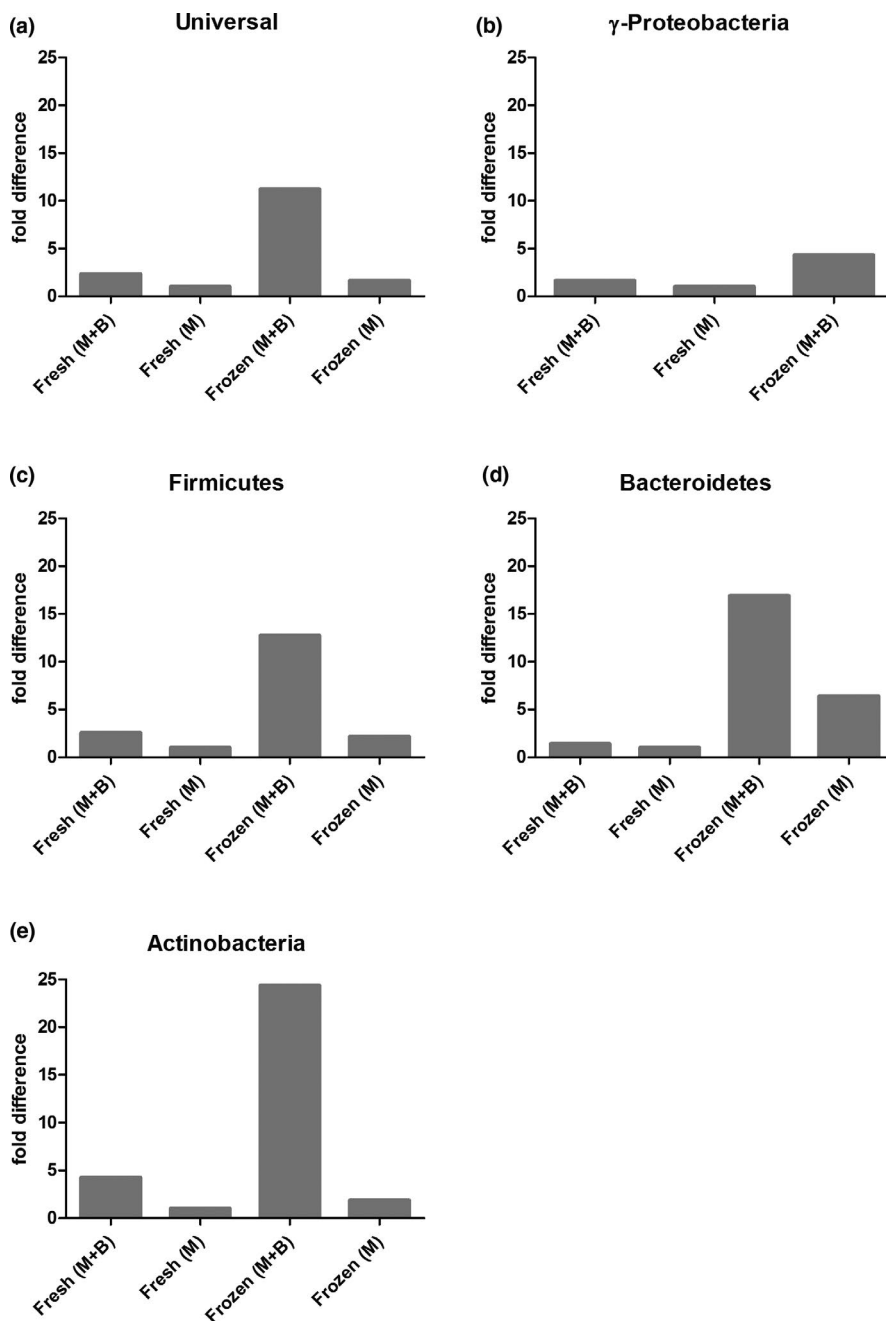 (a)
Universal
fold difference
25
20
15
10
5
0
Fresh (M+B)
Fresh (M)
Frozen (M+B)
Frozen (M)
(b)
γ-Proteobacteria
fold difference
25
20
15
10
5
0
Fresh (M+B)
Fresh (M)
Frozen (M+B)
(c)
Firmicutes
fold difference
25
20
15
10
5
0
Fresh (M+B)
Fresh (M)
Frozen (M+B)
Frozen (M)
(d)
Bacteroidetes
fold difference
25
20
15
10
5
0
Fresh (M+B)
Fresh (M)
Frozen (M+B)
Frozen (M)
(e)
Actinobacteria
fold difference
25
20
15
10
5
0
Fresh (M+B)
Fresh (M)
Frozen (M+B)
Frozen (M)